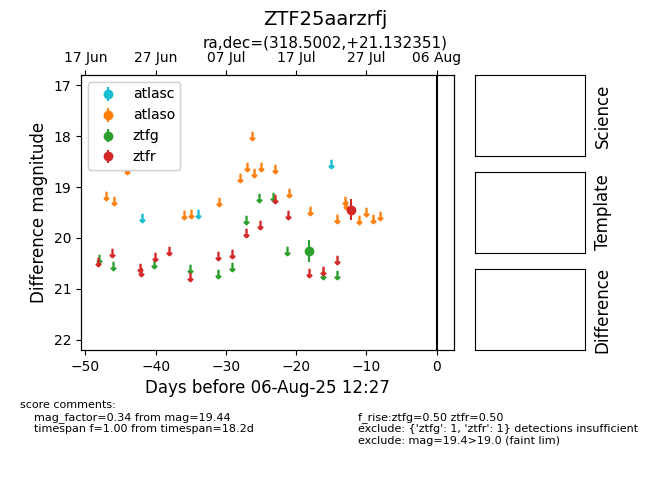 ZTF25aarzrfj
ra,dec=(318.5002,+21.132351)
17 Jun 27 Jun 07 Jul 17 Jul 27 Jul 06 Aug
17
18
19
20
21
22
Difference magnitude
atlasc
atlaso
ztfg
ztfr
−50 −40 −30 −20 −10 0
Days before 06-Aug-25 12:27
Science
Template
Difference
score comments:
mag_factor=0.34 from mag=19.44
timespan f=1.00 from timespan=18.2d
f_rise:ztfg=0.50 ztfr=0.50
exclude: {'ztfg': 1, 'ztfr': 1} detections insufficient
exclude: mag=19.4>19.0 (faint lim)